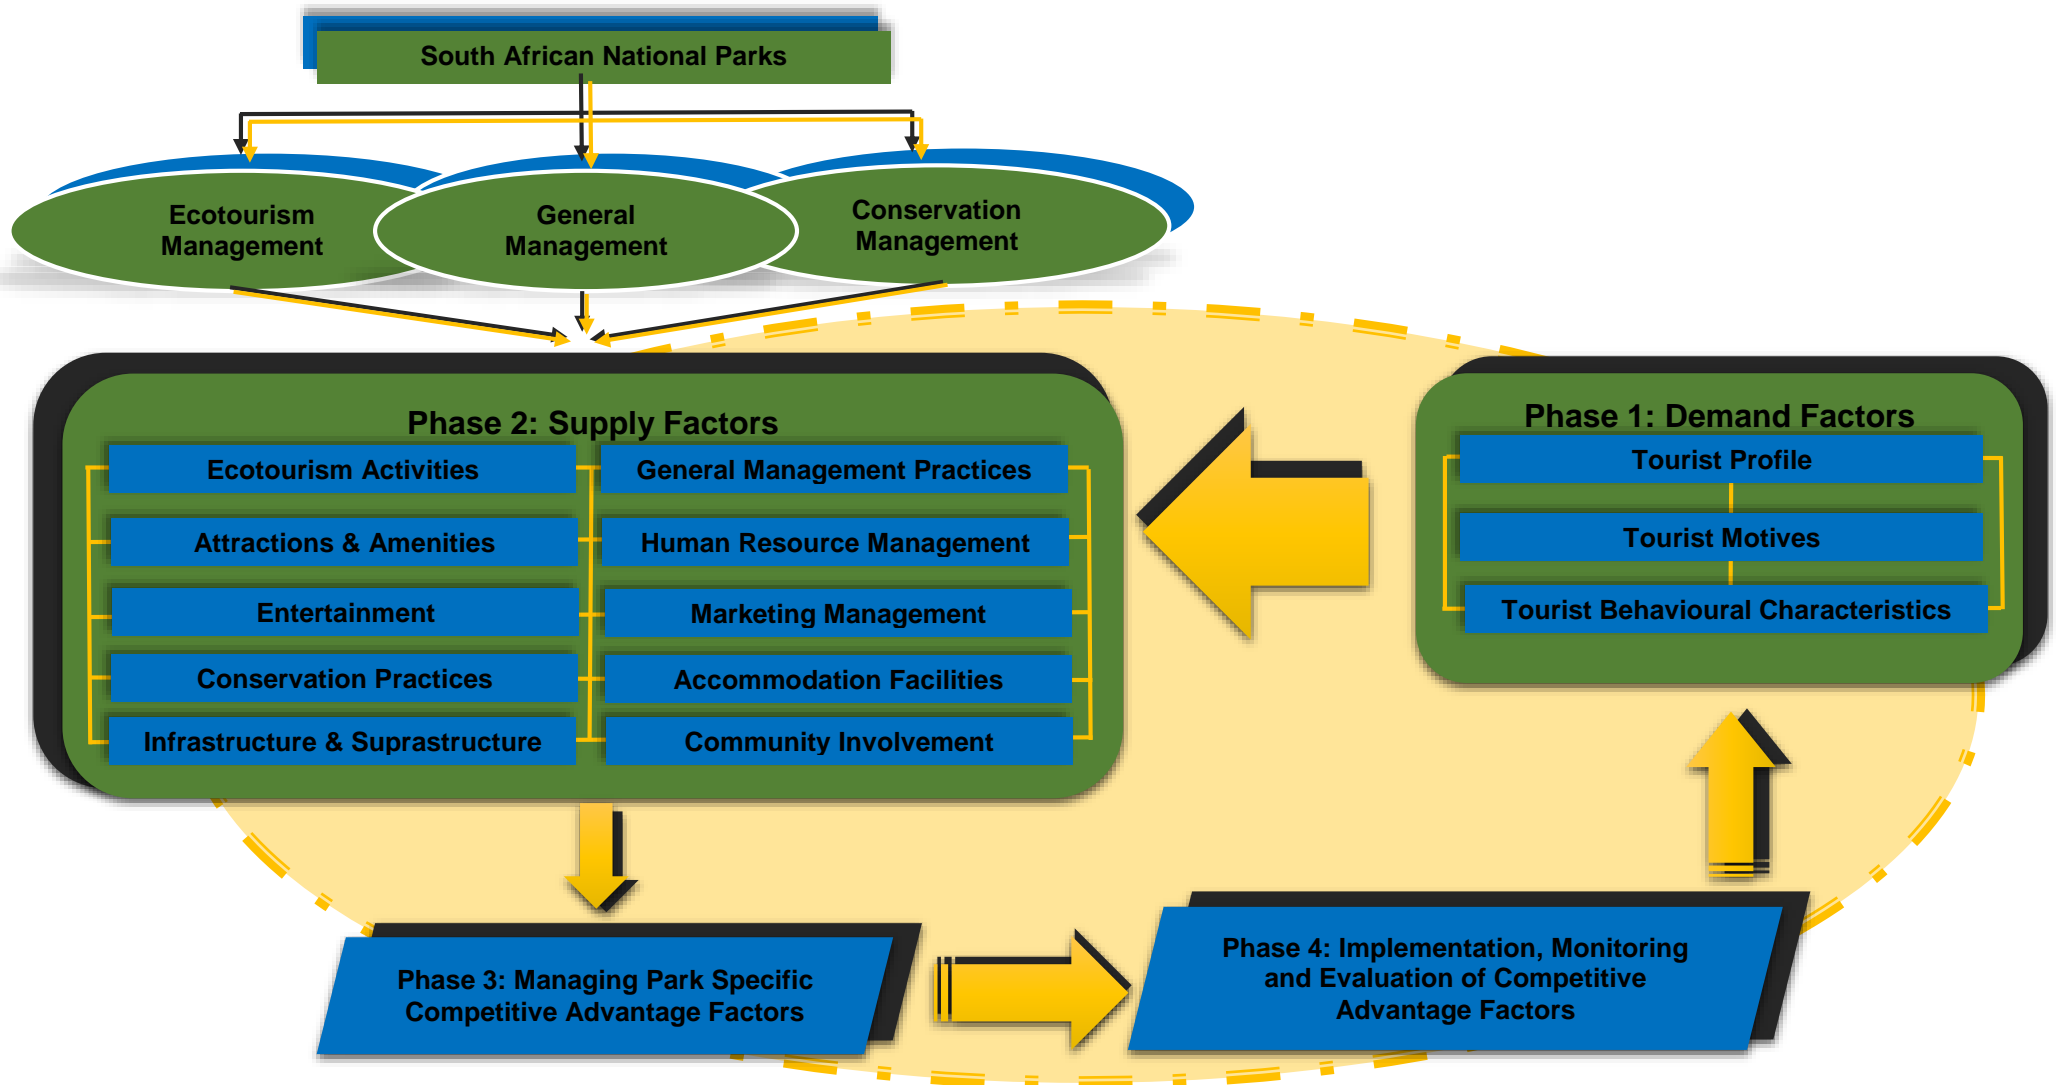 South African National Parks
Ecotourism
Management
General
Management
Conservation
Management
Phase 2: Supply Factors
Ecotourism Activities
General Management Practices
Attractions & Amenities
Human Resource Management
Entertainment
Marketing Management
Conservation Practices
Accommodation Facilities
Infrastructure & Suprastructure
Community Involvement
Phase 1: Demand Factors
Tourist Profile
Tourist Motives
Tourist Behavioural Characteristics
Phase 3: Managing Park Specific
Competitive Advantage Factors
Phase 4: Implementation, Monitoring
and Evaluation of Competitive
Advantage Factors